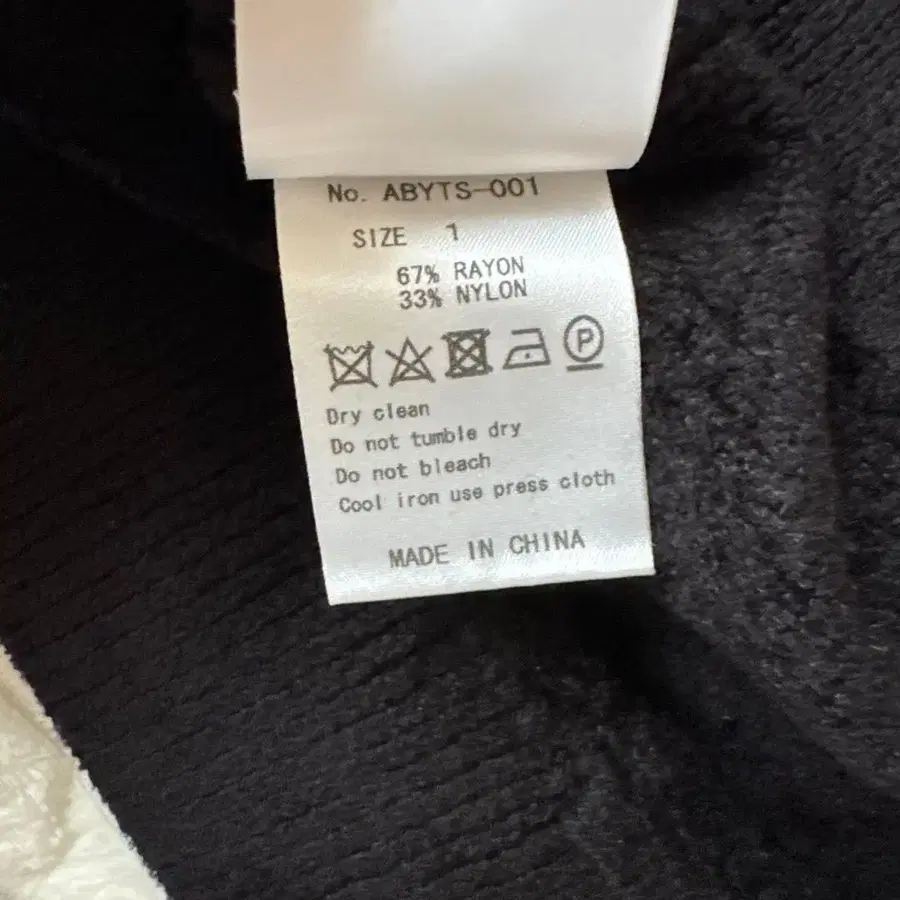 No. ABYTS-001
SIZE 1
67% RAYON
33% NYLON
P
Dry clean
Do not tumble dry
Do not bleach
Cool iron use press cloth
MADE IN CHINA